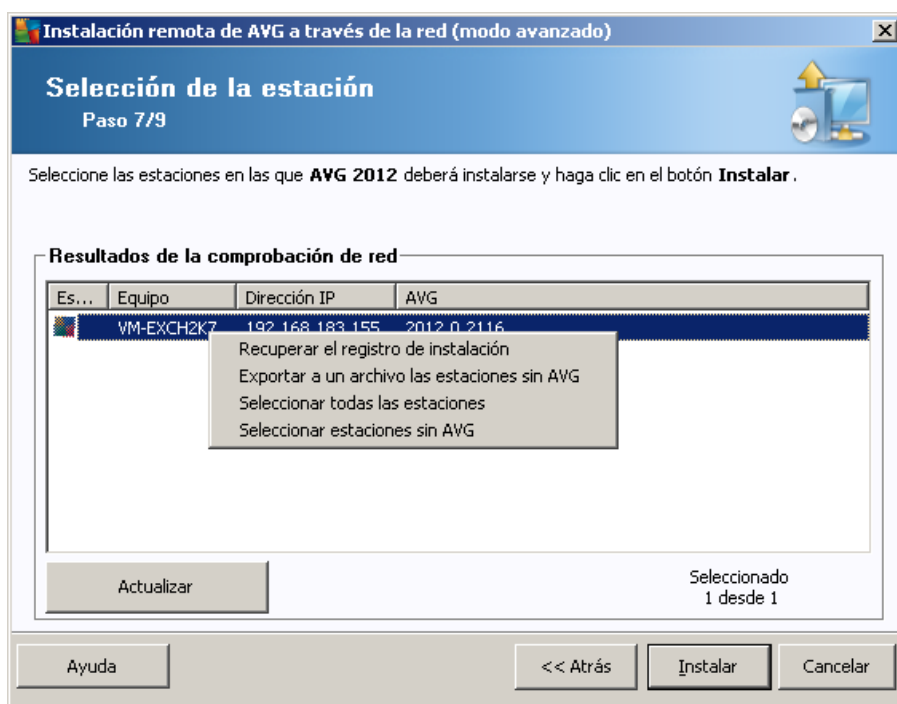 Instalación remota de AVG a través de la red (modo avanzado)
Selección de la estación
Paso 7/9
Seleccione las estaciones en las que AVG 2012 deberá instalarse y haga clic en el botón Instalar.
Resultados de la comprobación de red
Es... Equipo Dirección IP AVG
VM-EXCH2K7 192.168.183.155 2012.0.2116
Recuperar el registro de instalación
Exportar a un archivo las estaciones sin AVG
Seleccionar todas las estaciones
Seleccionar estaciones sin AVG
Actualizar
Seleccionado
1 desde 1
Ayuda << Atrás Instalar Cancelar